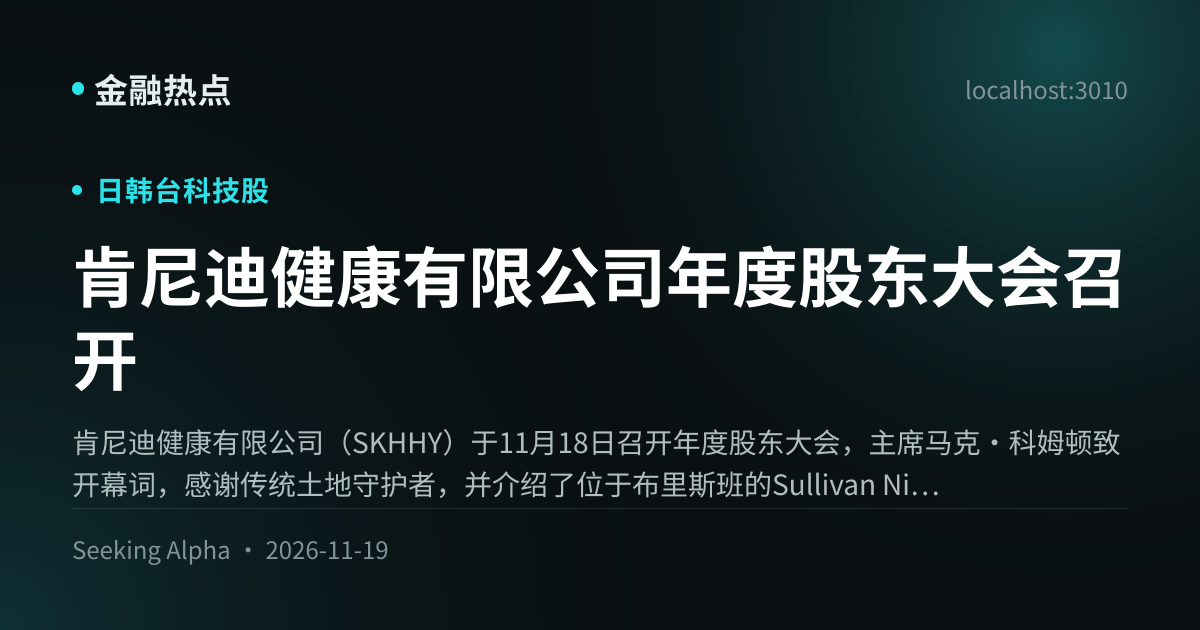 金融热点
localhost:3010
日韩台科技股
肯尼迪健康有限公司年度股东大会召
开
肯尼迪健康有限公司（SKHHY）于11月18日召开年度股东大会，主席马克·科姆顿致
开幕词，感谢传统土地守护者，并介绍了位于布里斯班的Sullivan Ni…
Seeking Alpha · 2026-11-19